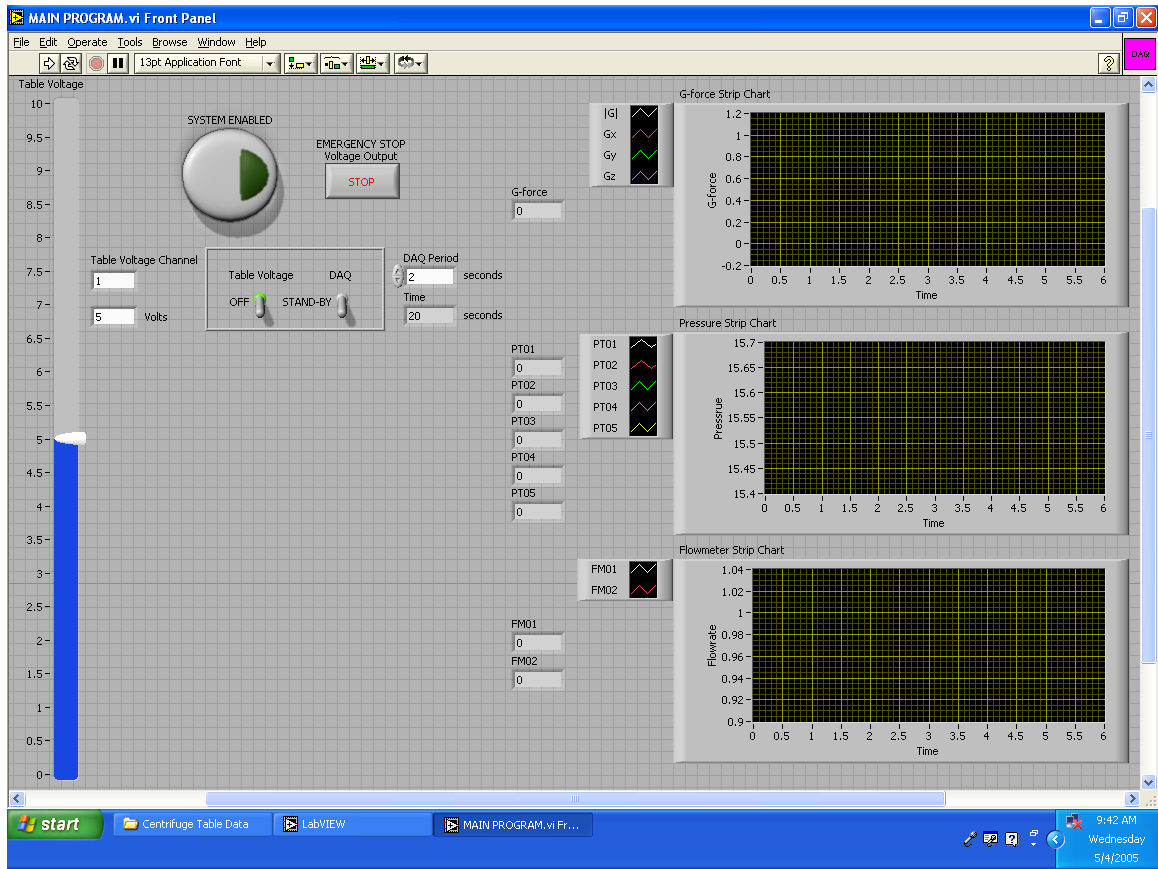 MAIN PROGRAM.vi Front Panel
File Edit Operate Tools Browse Window Help
13pt Application Font
DAQ
Table Voltage
10
9.5
9
8.5
8
7.5
7
6.5
6
5.5
5
4.5
4
3.5
3
2.5
2
1.5
1
0.5
0
SYSTEM ENABLED
EMERGENCY STOP
Voltage Output
STOP
Table Voltage Channel
1
5 Volts
Table Voltage DAQ
OFF STAND-BY
DAQ Period
2 seconds
Time
20 seconds
G-force
0
|G|
Gx
Gy
Gz
G-force Strip Chart
G-force
1.2
1
0.8
0.6
0.4
0.2
0
-0.2
0 0.5 1 1.5 2 2.5 3 3.5 4 4.5 5 5.5 6
Time
PT01
0
PT02
0
PT03
0
PT04
0
PT05
0
PT01
PT02
PT03
PT04
PT05
Pressure Strip Chart
Pressrue
15.7
15.65
15.6
15.55
15.5
15.45
15.4
0 0.5 1 1.5 2 2.5 3 3.5 4 4.5 5 5.5 6
Time
FM01
0
FM02
0
FM01
FM02
Flowmeter Strip Chart
Flowrate
1.04
1.02
1
0.98
0.96
0.94
0.92
0.9
0 0.5 1 1.5 2 2.5 3 3.5 4 4.5 5 5.5 6
Time
start
Centrifuge Table Data
LabVIEW
MAIN PROGRAM.vi Fr...
9:42 AM
Wednesday
5/4/2005